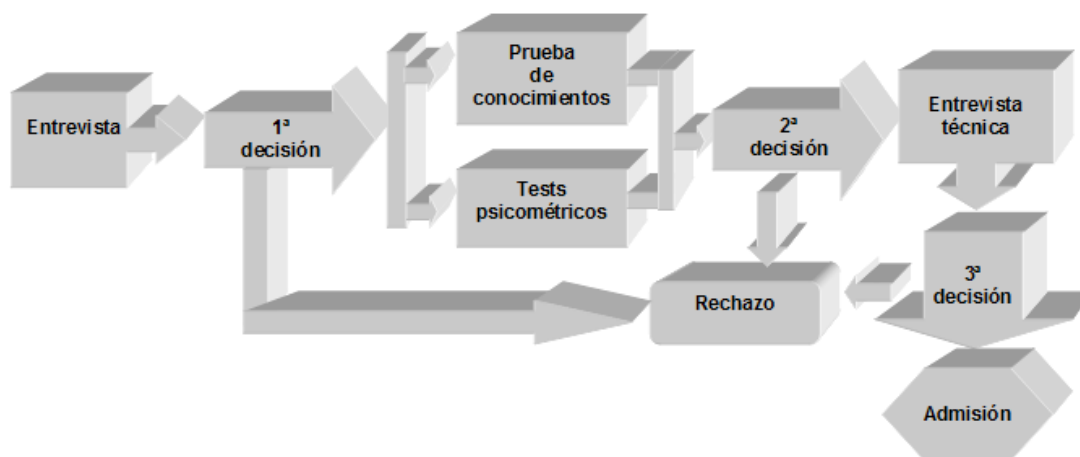 Entrevista
1ª
decisión
Prueba
de
conocimientos
Tests
psicométricos
2ª
decisión
Entrevista
técnica
Rechazo
3ª
decisión
Admisión